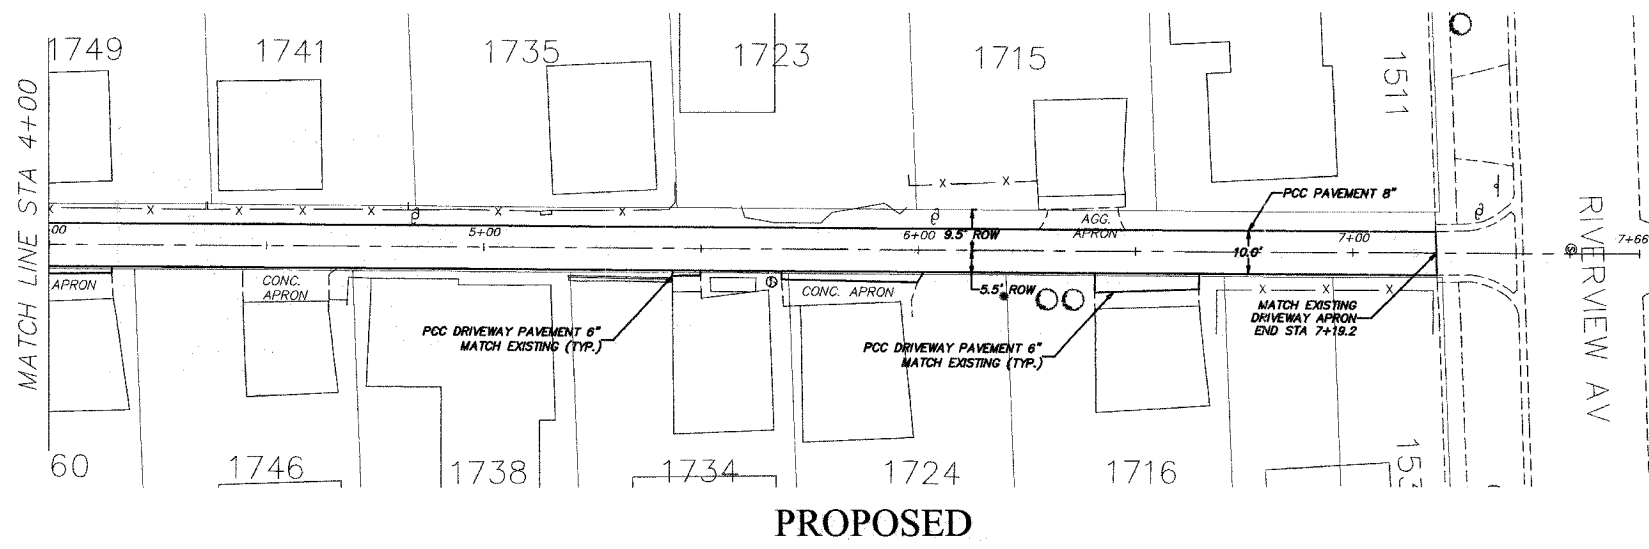 1749
1741
1735
1723
1715
1511
MATCH LINE STA 4+00
PCC PAVEMENT 8"
00
5+00
6+00
9.5' ROW
AGG.
APRON
10.0'
7+00
7+66
RIVERVIEW AV
APRON
CONC.
APRON
CONC. APRON
5.5' ROW
PCC DRIVEWAY PAVEMENT 6"
MATCH EXISTING (TYP.)
PCC DRIVEWAY PAVEMENT 6"
MATCH EXISTING (TYP.)
MATCH EXISTING
DRIVEWAY APRON
END STA 7+19.2
60
1746
1738
1734
1724
1716
PROPOSED